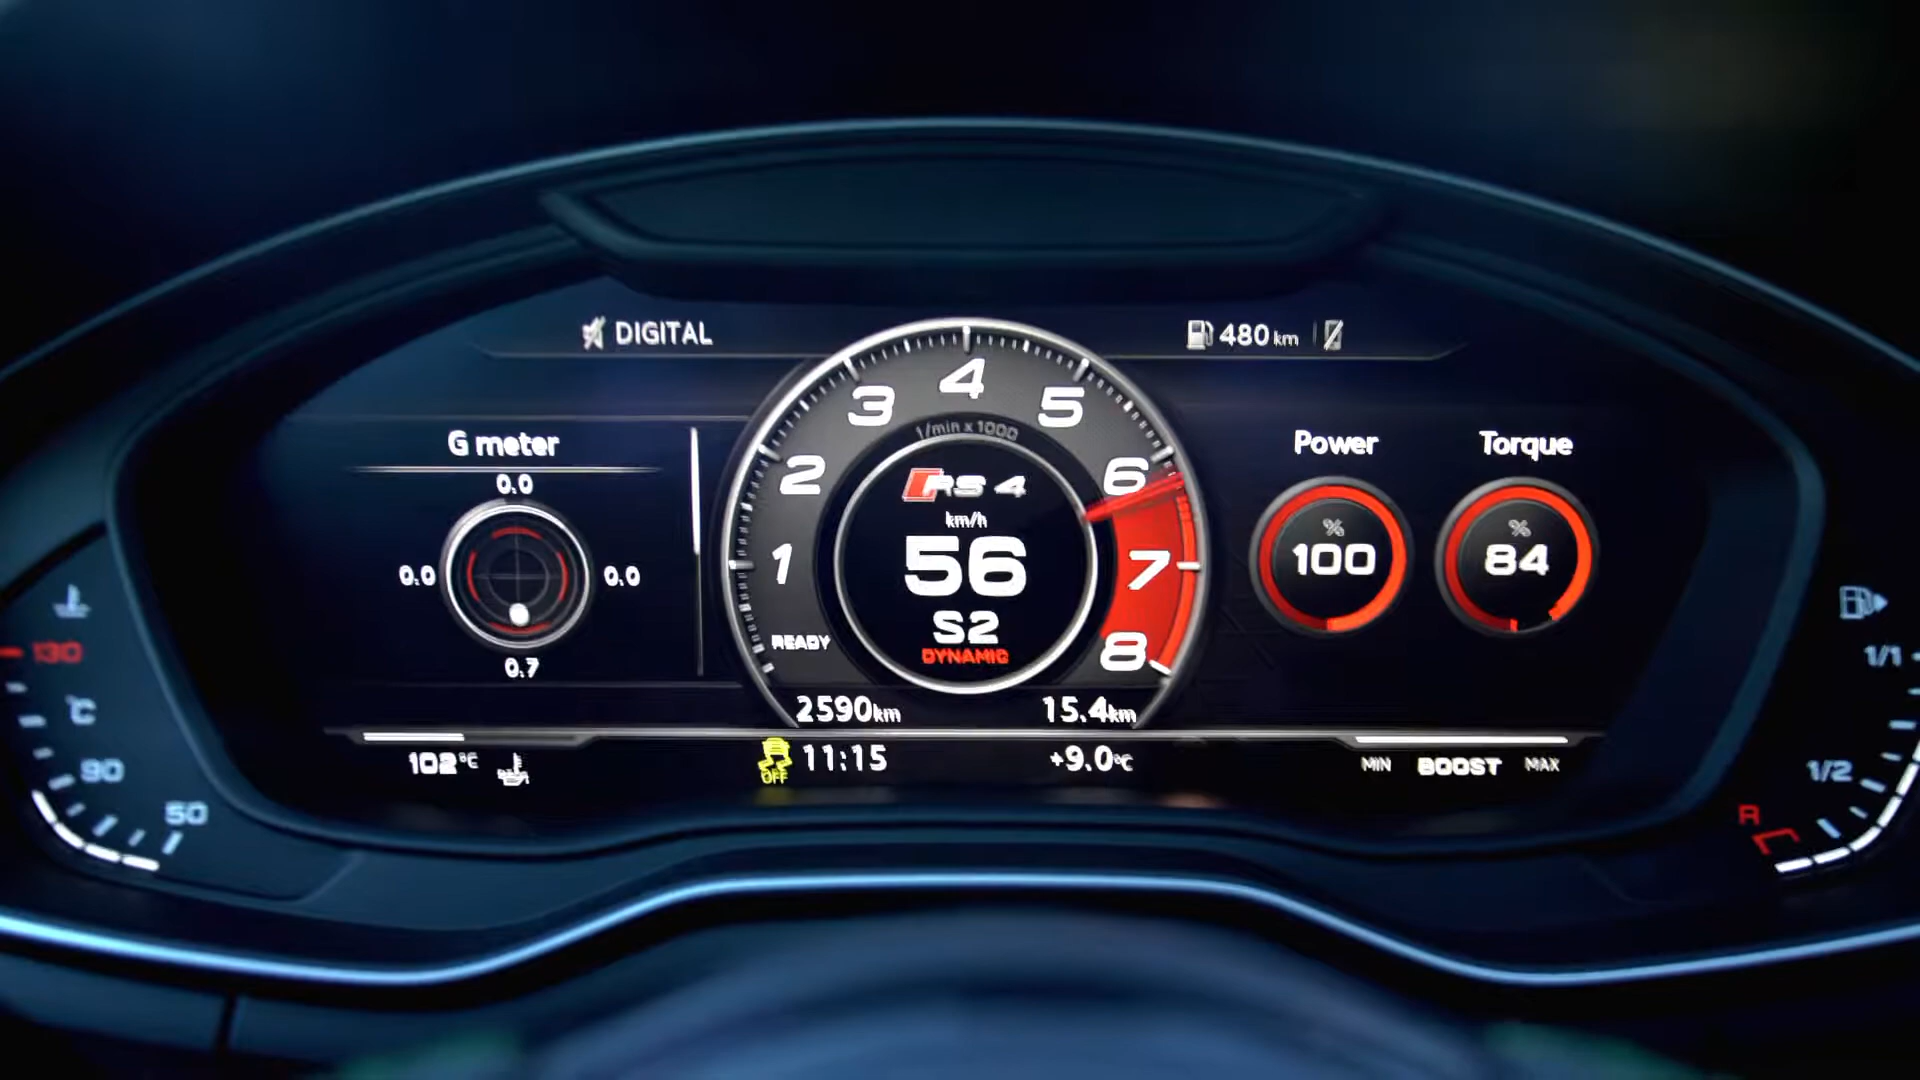 DIGITAL
480 km
G meter
0.0
0.0
0.0
0.7
1
2
3
4
5
6
7
8
1/min x 1000
RS 4
km/h
56
S2
DYNAMIC
READY
2590km
15.4km
Power
%
100
Torque
%
84
102°C
OFF
11:15
+9.0°C
MIN BOOST MAX
130
°C
90
50
1/1
1/2
R